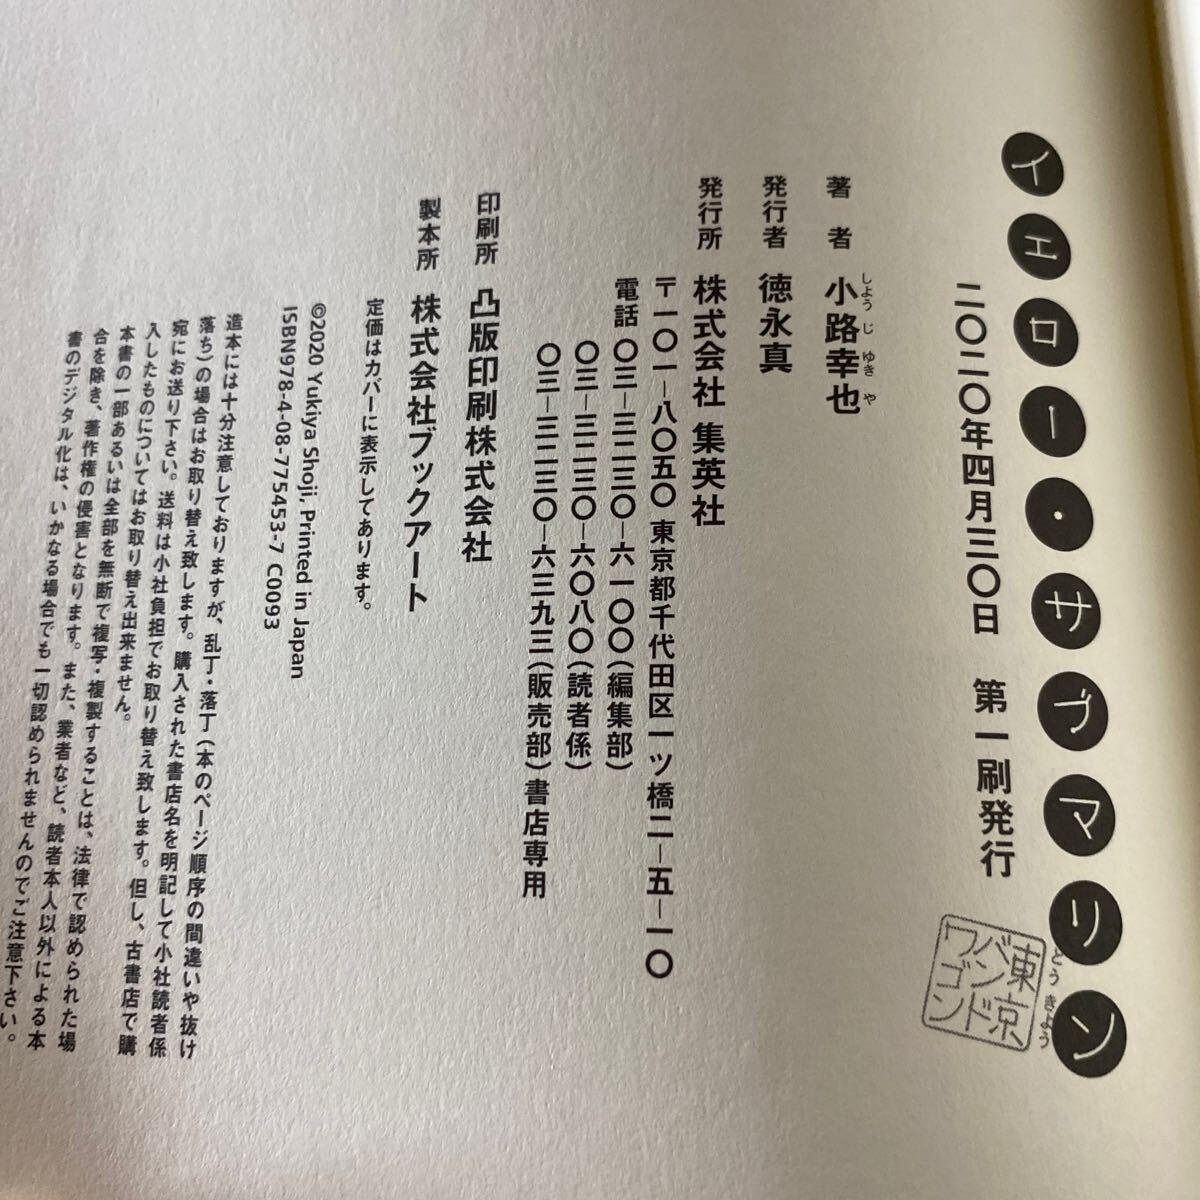 イエロー・サブマリン
東京
バンド
ワゴン
とうきょう
二〇二〇年四月三〇日　第一刷発行
著　者　小路幸也
しょうじゆきや
発行者　徳永真
発行所　株式会社 集英社
〒一〇一－八〇五〇 東京都千代田区一ツ橋二－五－一〇
電話 〇三－三二三〇－六一〇〇（編集部）
〇三－三二三〇－六〇八〇（読者係）
〇三－三二三〇－六三九三（販売部）書店専用
印刷所　凸版印刷株式会社
製本所　株式会社ブックアート
定価はカバーに表示してあります。
©2020 Yukiya Shoji, Printed in Japan
ISBN978-4-08-775453-7 C0093
造本には十分注意しておりますが、乱丁・落丁（本のページ順序の間違いや抜け
落ち）の場合はお取り替え致します。購入された書店名を明記して小社読者係
宛にお送り下さい。送料は小社負担でお取り替え致します。但し、古書店で購
入したものについてはお取り替え出来ません。
本書の一部あるいは全部を無断で複写・複製することは、法律で認められた場
合を除き、著作権の侵害となります。また、業者など、読者本人以外による本
書のデジタル化は、いかなる場合でも一切認められませんのでご注意下さい。